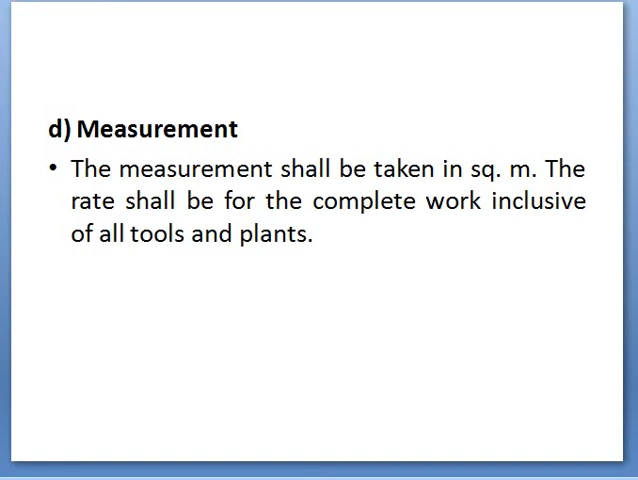 d) Measurement
• The measurement shall be taken in sq. m. The
rate shall be for the complete work inclusive
of all tools and plants.